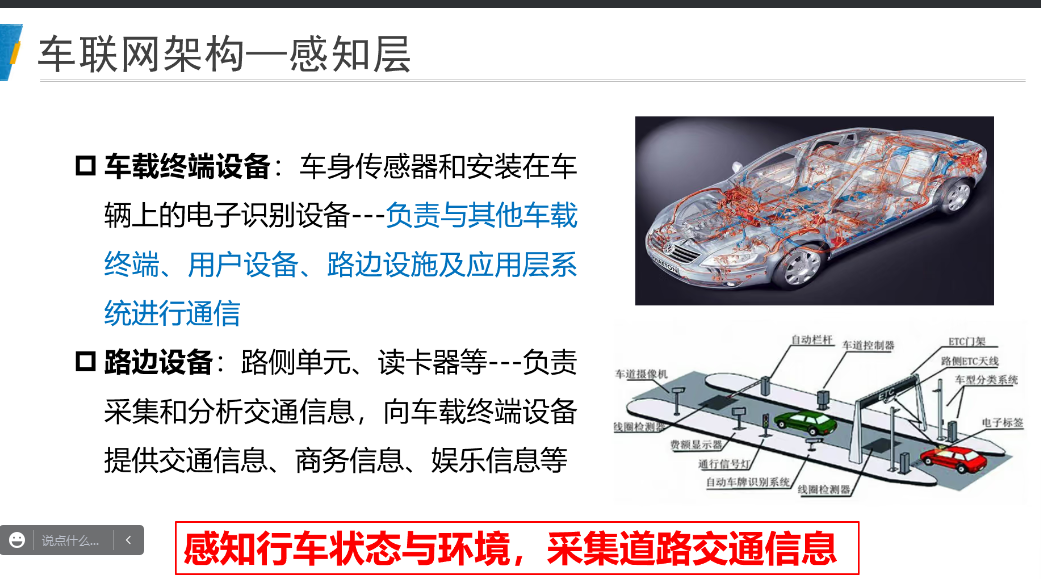 车联网架构—感知层
车载终端设备：车身传感器和安装在车
辆上的电子识别设备---负责与其他车载
终端、用户设备、路边设施及应用层系
统进行通信
路边设备：路侧单元、读卡器等---负责
采集和分析交通信息，向车载终端设备
提供交通信息、商务信息、娱乐信息等
自动栏杆
车道控制器
ETC门架
路侧ETC天线
车道摄像机
车型分类系统
ETC
电子标签
线圈检测器
费额显示器
通行信号灯
自动车牌识别系统
线圈检测器
说点什么...
感知行车状态与环境，采集道路交通信息